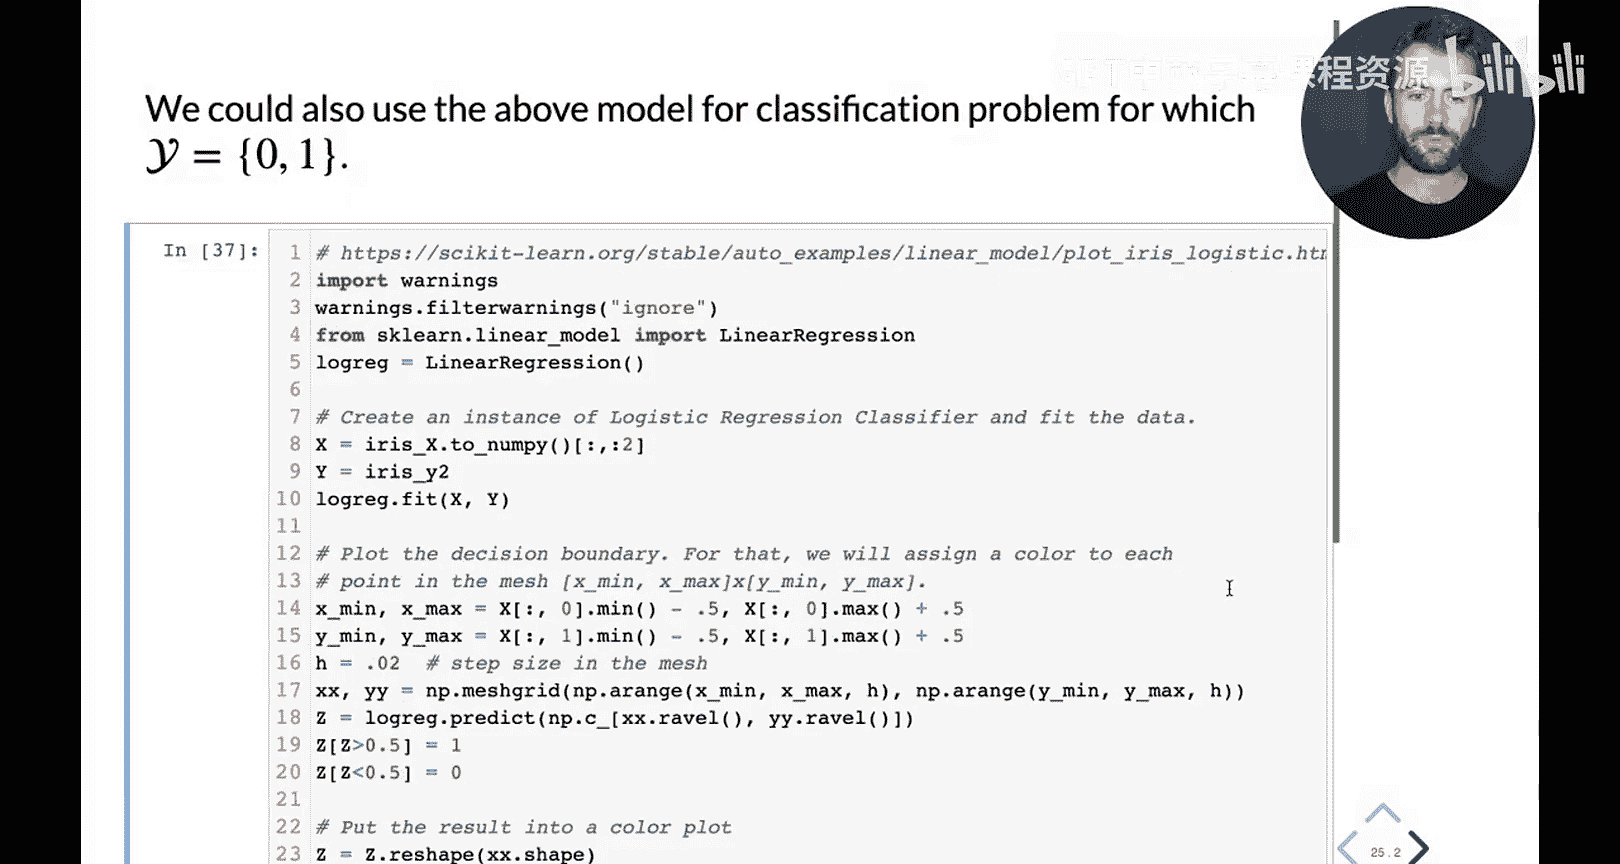 课程资源 bilibili
We could also use the above model for classification problem for which
𝒴 = {0, 1}.
In [37]:
1 # https://scikit-learn.org/stable/auto_examples/linear_model/plot_iris_logistic.htm
2 import warnings
3 warnings.filterwarnings("ignore")
4 from sklearn.linear_model import LinearRegression
5 logreg = LinearRegression()
6
7 # Create an instance of Logistic Regression Classifier and fit the data.
8 X = iris_X.to_numpy()[:,:2]
9 Y = iris_y2
10 logreg.fit(X, Y)
11
12 # Plot the decision boundary. For that, we will assign a color to each
13 # point in the mesh [x_min, x_max]x[y_min, y_max].
14 x_min, x_max = X[:, 0].min() - .5, X[:, 0].max() + .5
15 y_min, y_max = X[:, 1].min() - .5, X[:, 1].max() + .5
16 h = .02  # step size in the mesh
17 xx, yy = np.meshgrid(np.arange(x_min, x_max, h), np.arange(y_min, y_max, h))
18 Z = logreg.predict(np.c_[xx.ravel(), yy.ravel()])
19 Z[Z>0.5] = 1
20 Z[Z<0.5] = 0
21
22 # Put the result into a color plot
23 Z = Z.reshape(xx.shape)
25.2